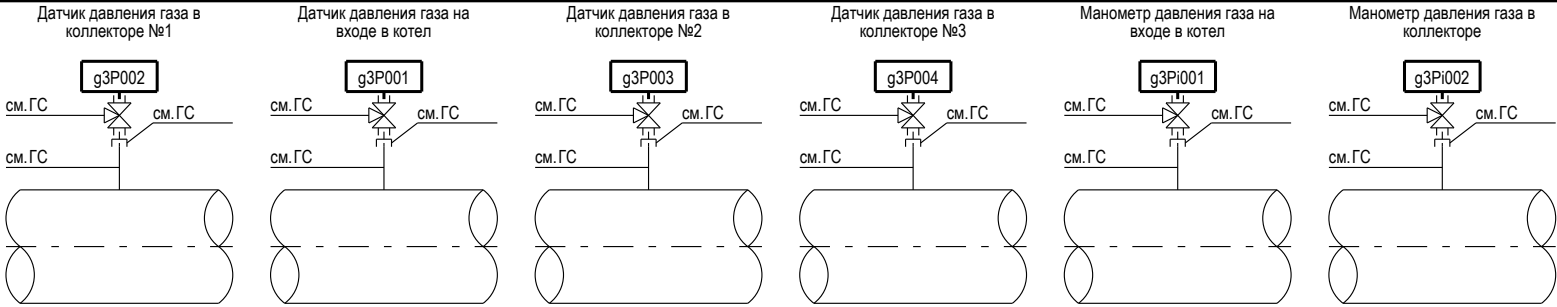 Датчик давления газа в
коллекторе №1
g3P002
см.ГС
см.ГС
см.ГС
Датчик давления газа на
входе в котел
g3P001
см.ГС
см.ГС
см.ГС
Датчик давления газа в
коллекторе №2
g3P003
см.ГС
см.ГС
см.ГС
Датчик давления газа в
коллекторе №3
g3P004
см.ГС
см.ГС
см.ГС
Манометр давления газа на
входе в котел
g3Pi001
см.ГС
см.ГС
см.ГС
Манометр давления газа в
коллекторе
g3Pi002
см.ГС
см.ГС
см.ГС